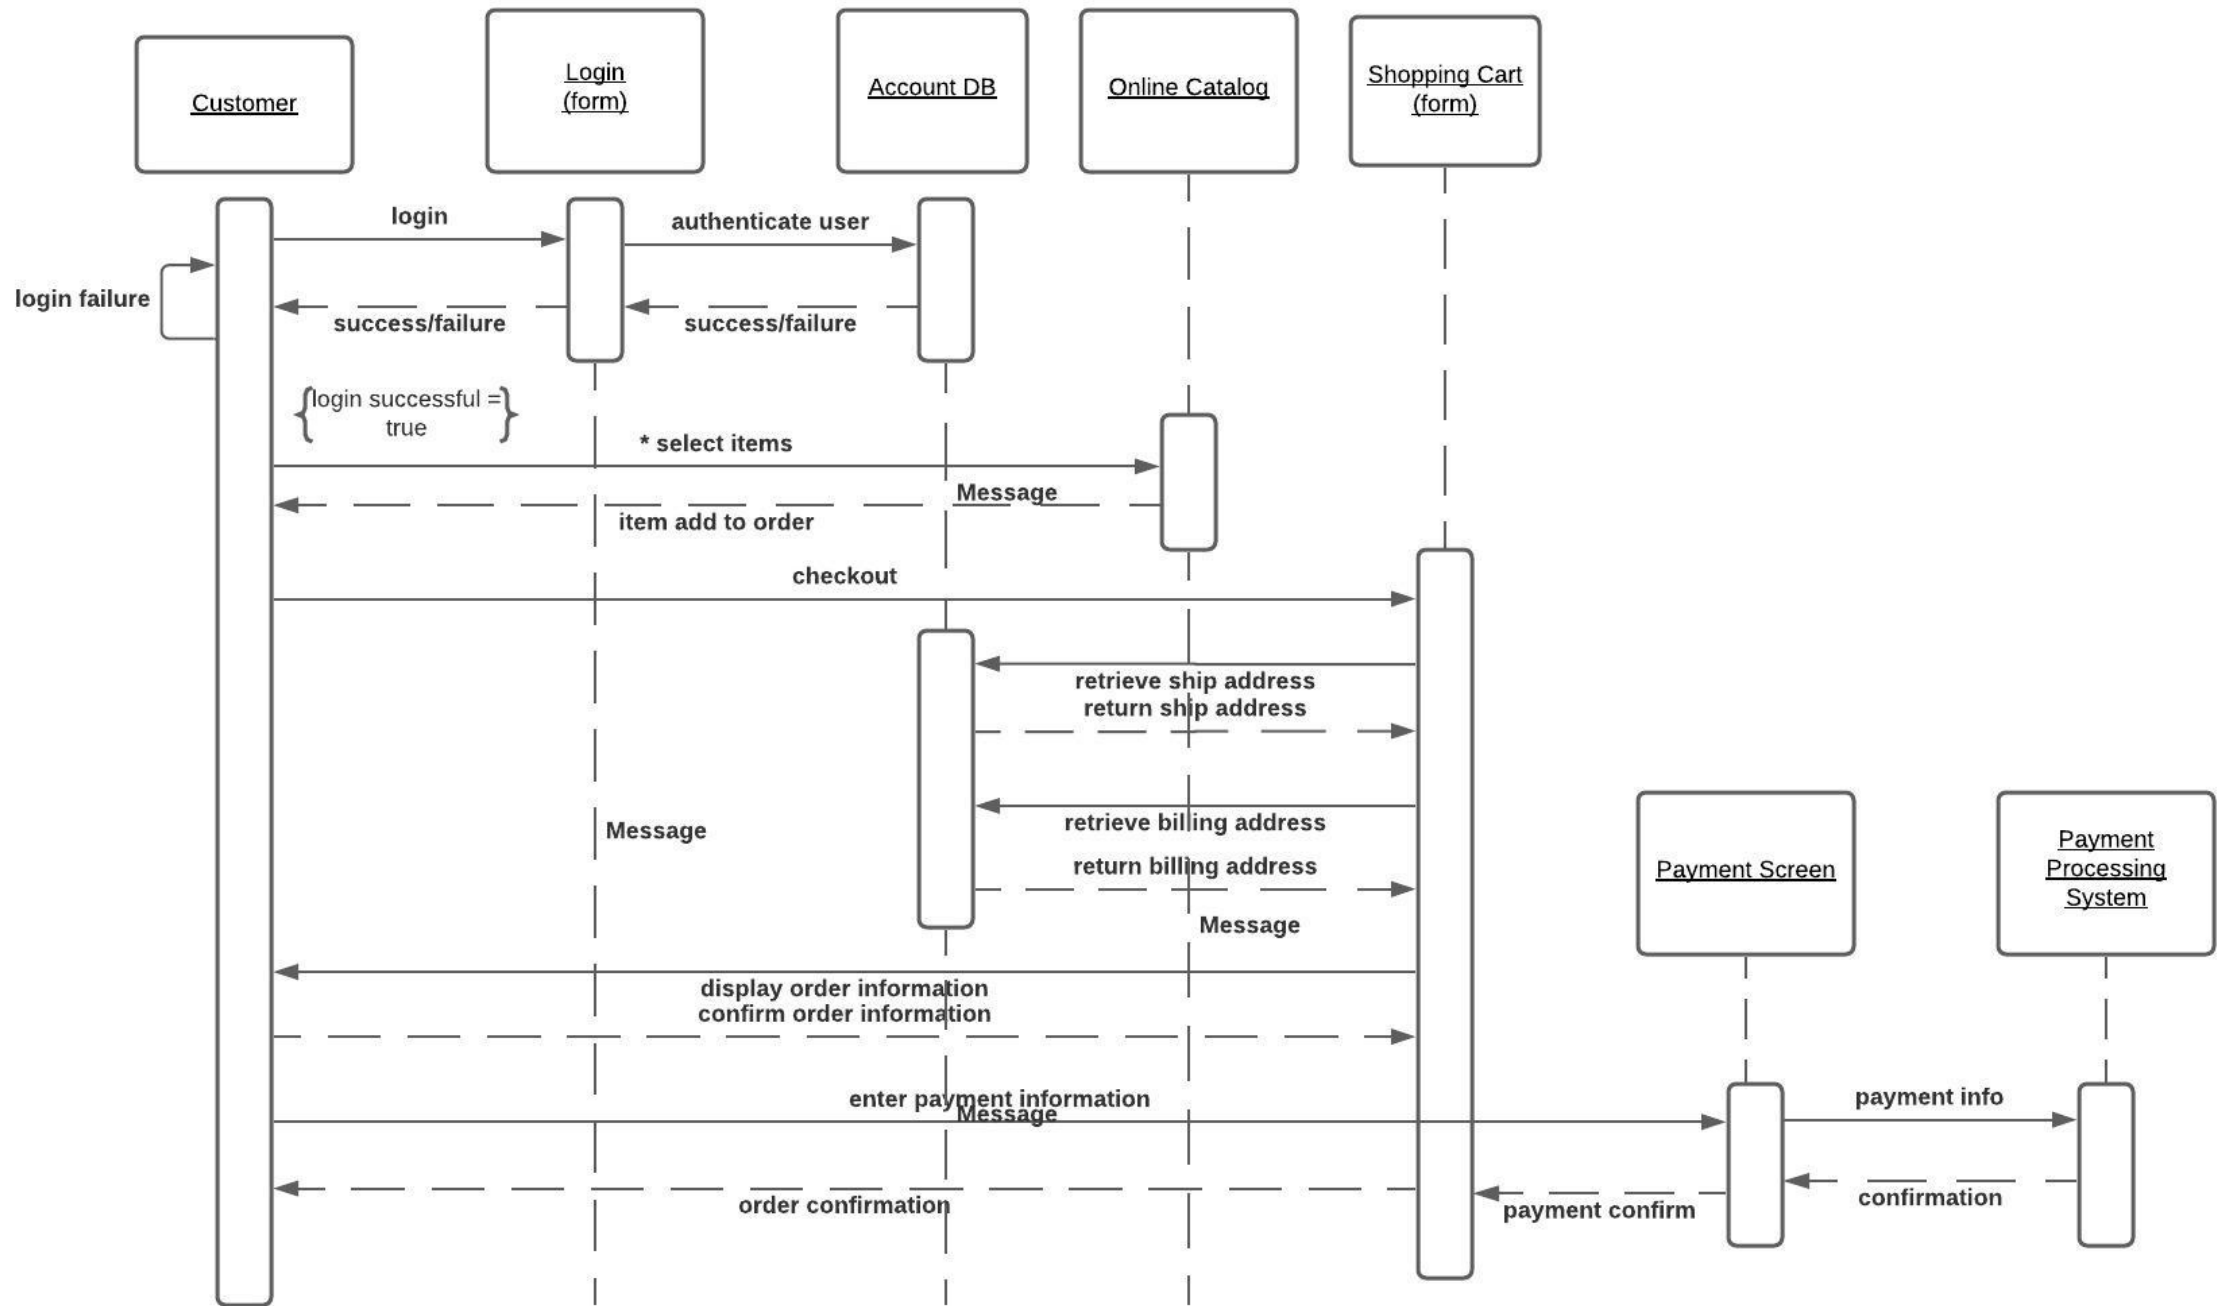 Customer
Login
(form)
Account DB
Online Catalog
Shopping Cart
(form)
login
authenticate user
login failure
success/failure
success/failure
login successful =
true
* select items
Message
item add to order
checkout
retrieve ship address
return ship address
retrieve billing address
Message
return billing address
Message
Payment Screen
Payment
Processing
System
display order information
confirm order information
enter payment information
Message
payment info
order confirmation
payment confirm
confirmation